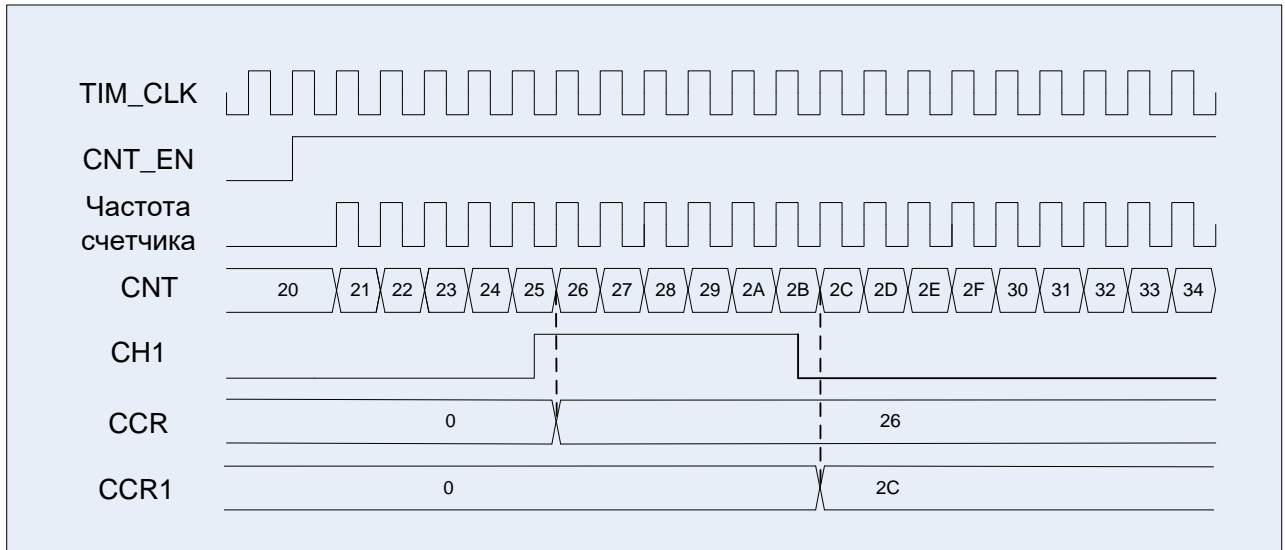 TIM_CLK
CNT_EN
Частота
счетчика
CNT 20 21 22 23 24 25 26 27 28 29 2A 2B 2C 2D 2E 2F 30 31 32 33 34
CH1
CCR 0 26
CCR1 0 2C